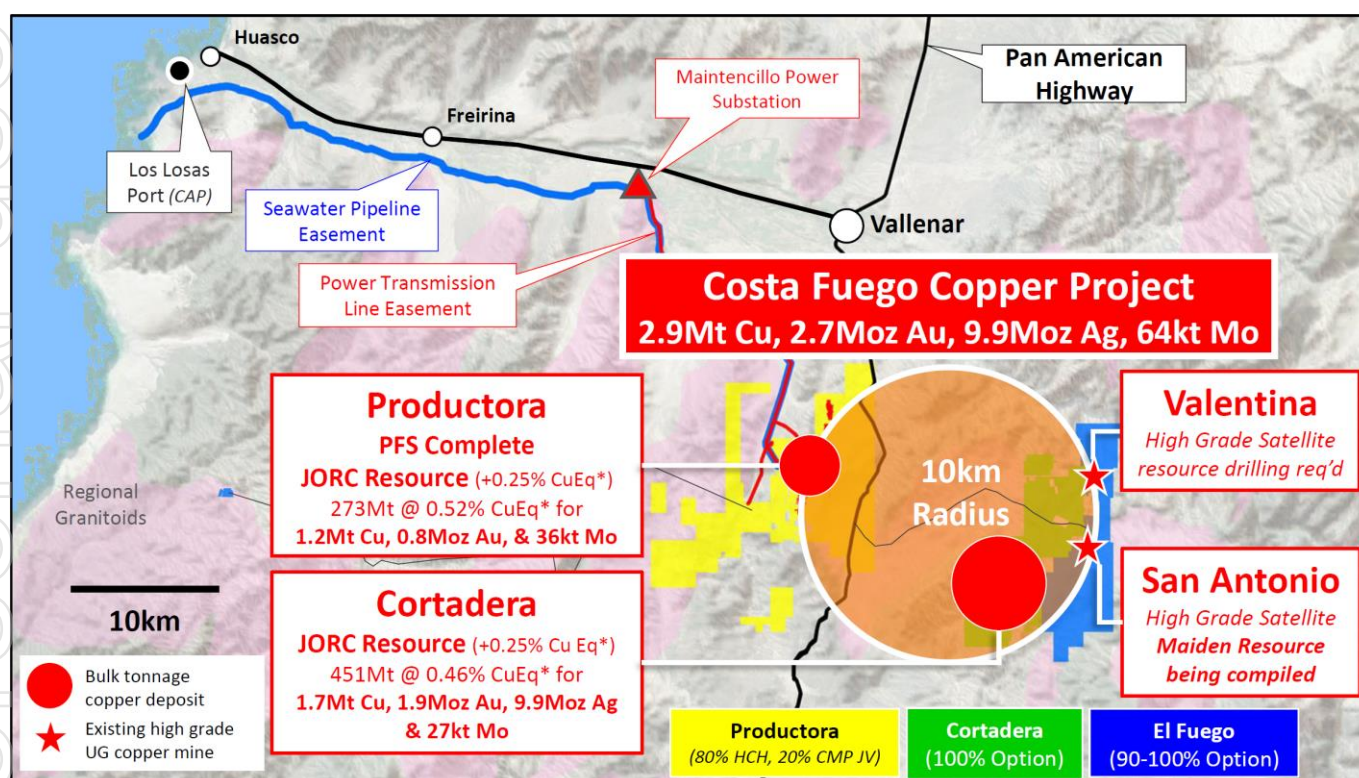 Huasco
Pan American
Highway
Maintencillo Power
Substation
Freirina
Los Losas
Port (CAP)
Seawater Pipeline
Easement
Vallenar
Power Transmission
Line Easement
Costa Fuego Copper Project
2.9Mt Cu, 2.7Moz Au, 9.9Moz Ag, 64kt Mo
Productora
PFS Complete
JORC Resource (+0.25% CuEq*)
273Mt @ 0.52% CuEq* for
1.2Mt Cu, 0.8Moz Au, & 36kt Mo
Valentina
High Grade Satellite
resource drilling req'd
10km
Radius
Regional
Granitoids
Cortadera
JORC Resource (+0.25% Cu Eq*)
451Mt @ 0.46% CuEq* for
1.7Mt Cu, 1.9Moz Au, 9.9Moz Ag
& 27kt Mo
San Antonio
High Grade Satellite
Maiden Resource
being compiled
10km
Bulk tonnage
copper deposit
Existing high grade
UG copper mine
Productora
(80% HCH, 20% CMP JV)
Cortadera
(100% Option)
El Fuego
(90-100% Option)